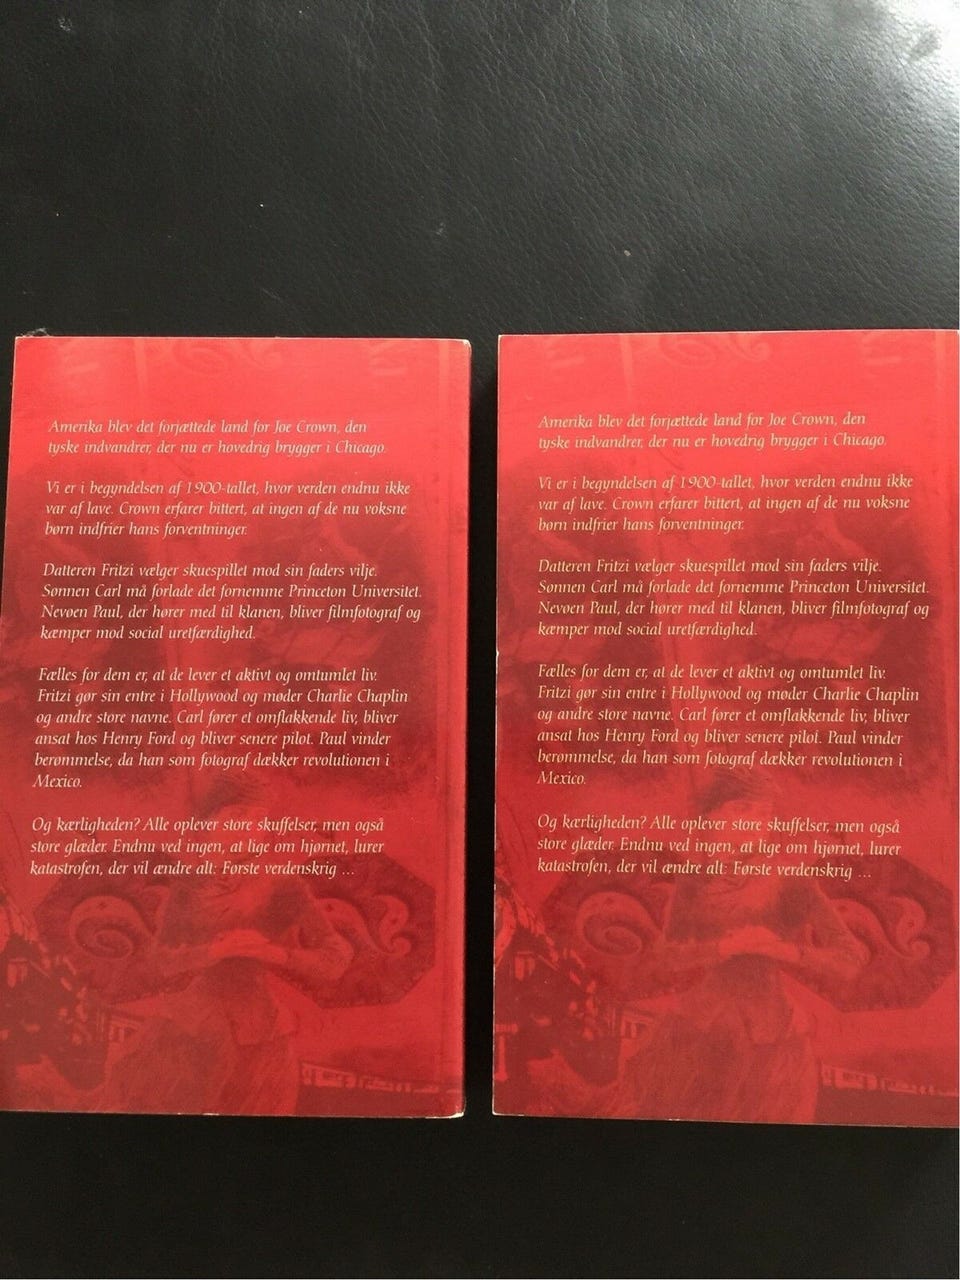 Amerika blev det forjættede land for Joe Crown, den
tyske indvandrer, der nu er hovedrig brygger i Chicago.
Vi er i begyndelsen af 1900-tallet, hvor verden endnu ikke
var af lave. Crown erfarer bittert, at ingen af de nu voksne
børn indfrier hans forventninger.
Datteren Fritzi vælger skuespillet mod sin faders vilje.
Sønnen Carl må forlade det fornemme Princeton Universitet.
Nevøen Paul, der hører med til klanen, bliver filmfotograf og
kæmper mod social uretfærdighed.
Fælles for dem er, at de lever et aktivt og omtumlet liv.
Fritzi gør sin entre i Hollywood og møder Charlie Chaplin
og andre store navne. Carl fører et omflakkende liv, bliver
ansat hos Henry Ford og bliver senere pilot. Paul vinder
berømmelse, da han som fotograf dækker revolutionen i
Mexico.
Og kærligheden? Alle oplever store skuffelser, men også
store glæder. Endnu ved ingen, at lige om hjørnet, lurer
katastrofen, der vil ændre alt: Første verdenskrig ...
Amerika blev det forjættede land for Joe Crown, den
tyske indvandrer, der nu er hovedrig brygger i Chicago.
Vi er i begyndelsen af 1900-tallet, hvor verden endnu ikke
var af lave. Crown erfarer bittert, at ingen af de nu voksne
børn indfrier hans forventninger.
Datteren Fritzi vælger skuespillet mod sin faders vilje.
Sønnen Carl må forlade det fornemme Princeton Universitet.
Nevøen Paul, der hører med til klanen, bliver filmfotograf og
kæmper mod social uretfærdighed.
Fælles for dem er, at de lever et aktivt og omtumlet liv.
Fritzi gør sin entre i Hollywood og møder Charlie Chaplin
og andre store navne. Carl fører et omflakkende liv, bliver
ansat hos Henry Ford og bliver senere pilot. Paul vinder
berømmelse, da han som fotograf dækker revolutionen i
Mexico.
Og kærligheden? Alle oplever store skuffelser, men også
store glæder. Endnu ved ingen, at lige om hjørnet, lurer
katastrofen, der vil ændre alt: Første verdenskrig ...